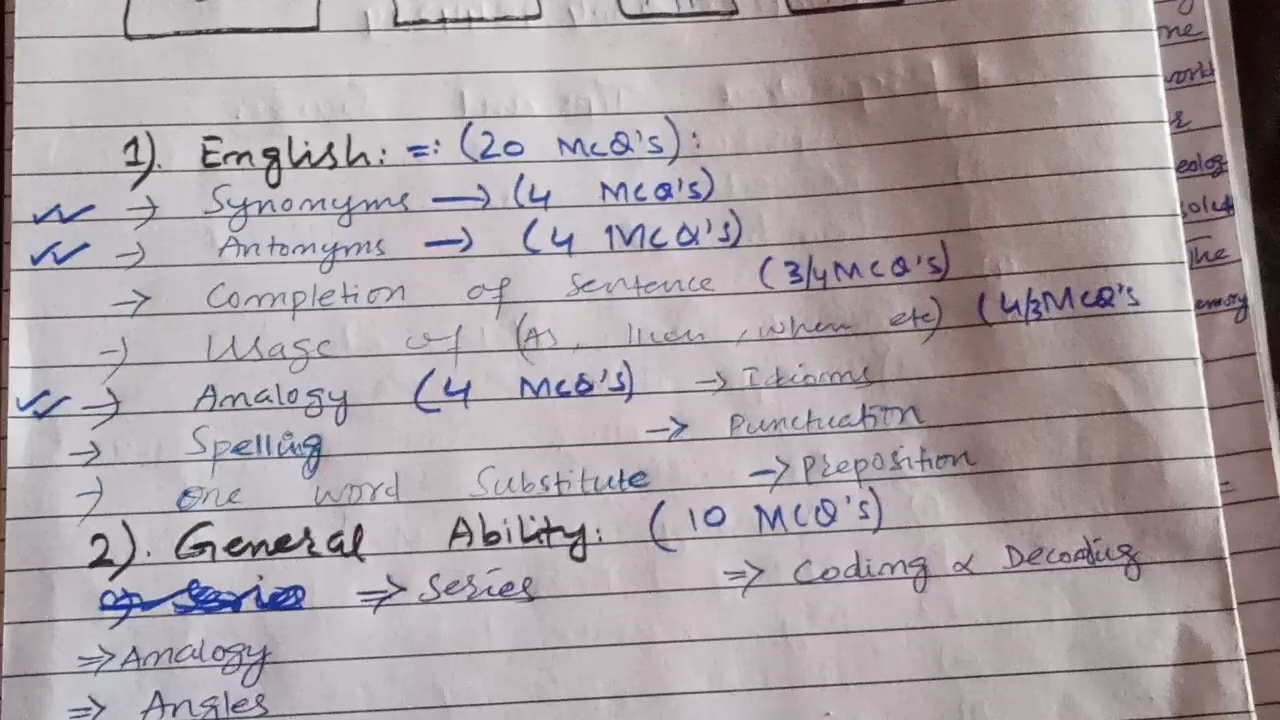 1). English: =: (20 MCQ's):
→ Synonyms → (4 MCQ's)
→ Antonyms → (4 MCQ's)
→ Completion of sentence (3/4 MCQ's)
→ Usage of (As, , when etc) (4/3 MCQ's
→ Analogy (4 MCQ's) → Idioms
→ Spelling → Punctuation
→ One word Substitute → Preposition
2). General Ability: (10 MCQ's)
⇒ Series ⇒ Coding & Decoding
⇒ Analogy
⇒ Angles